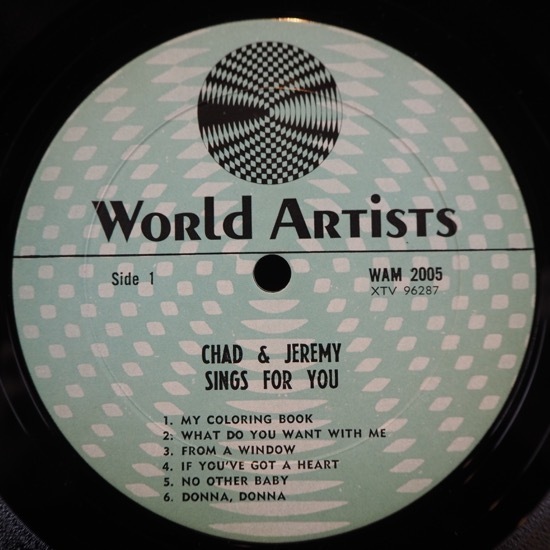 World Artists
Side 1
WAM 2005
XTV 96287
CHAD & JEREMY
SINGS FOR YOU
1. MY COLORING BOOK
2. WHAT DO YOU WANT WITH ME
3. FROM A WINDOW
4. IF YOU'VE GOT A HEART
5. NO OTHER BABY
6. DONNA, DONNA